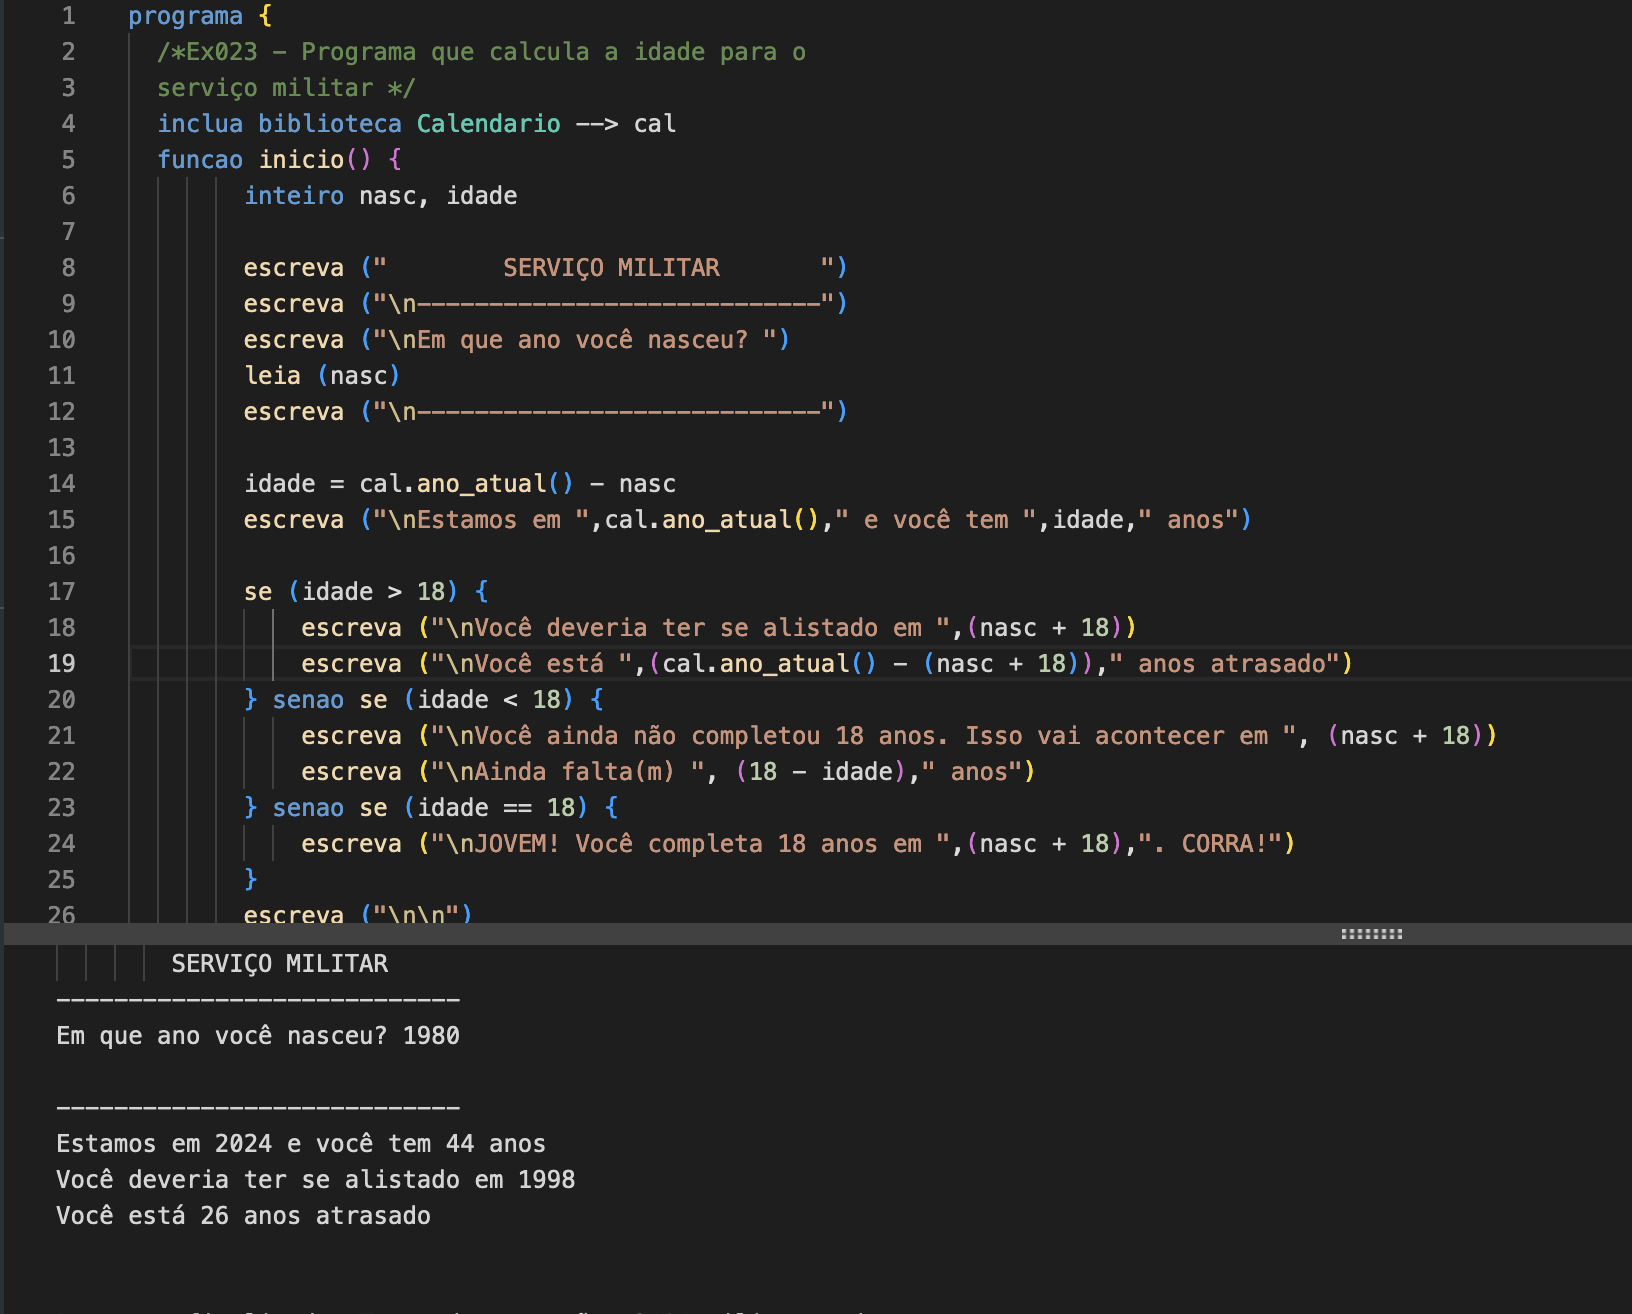 1 programa {
2 /*Ex023 - Programa que calcula a idade para o
3 serviço militar */
4 inclua biblioteca Calendario --> cal
5 funcao inicio() {
6 inteiro nasc, idade
7
8 escreva ("        SERVIÇO MILITAR       ")
9 escreva ("\n----------------------------")
10 escreva ("\nEm que ano você nasceu? ")
11 leia (nasc)
12 escreva ("\n----------------------------")
13
14 idade = cal.ano_atual() - nasc
15 escreva ("\nEstamos em ",cal.ano_atual()," e você tem ",idade," anos")
16
17 se (idade > 18) {
18 escreva ("\nVocê deveria ter se alistado em ",(nasc + 18))
19 escreva ("\nVocê está ",(cal.ano_atual() - (nasc + 18))," anos atrasado")
20 } senao se (idade < 18) {
21 escreva ("\nVocê ainda não completou 18 anos. Isso vai acontecer em ", (nasc + 18))
22 escreva ("\nAinda falta(m) ", (18 - idade)," anos")
23 } senao se (idade == 18) {
24 escreva ("\nJOVEM! Você completa 18 anos em ",(nasc + 18),". CORRA!")
25 }
26 escreva ("\n\n")
SERVIÇO MILITAR
----------------------------
Em que ano você nasceu? 1980
----------------------------
Estamos em 2024 e você tem 44 anos
Você deveria ter se alistado em 1998
Você está 26 anos atrasado